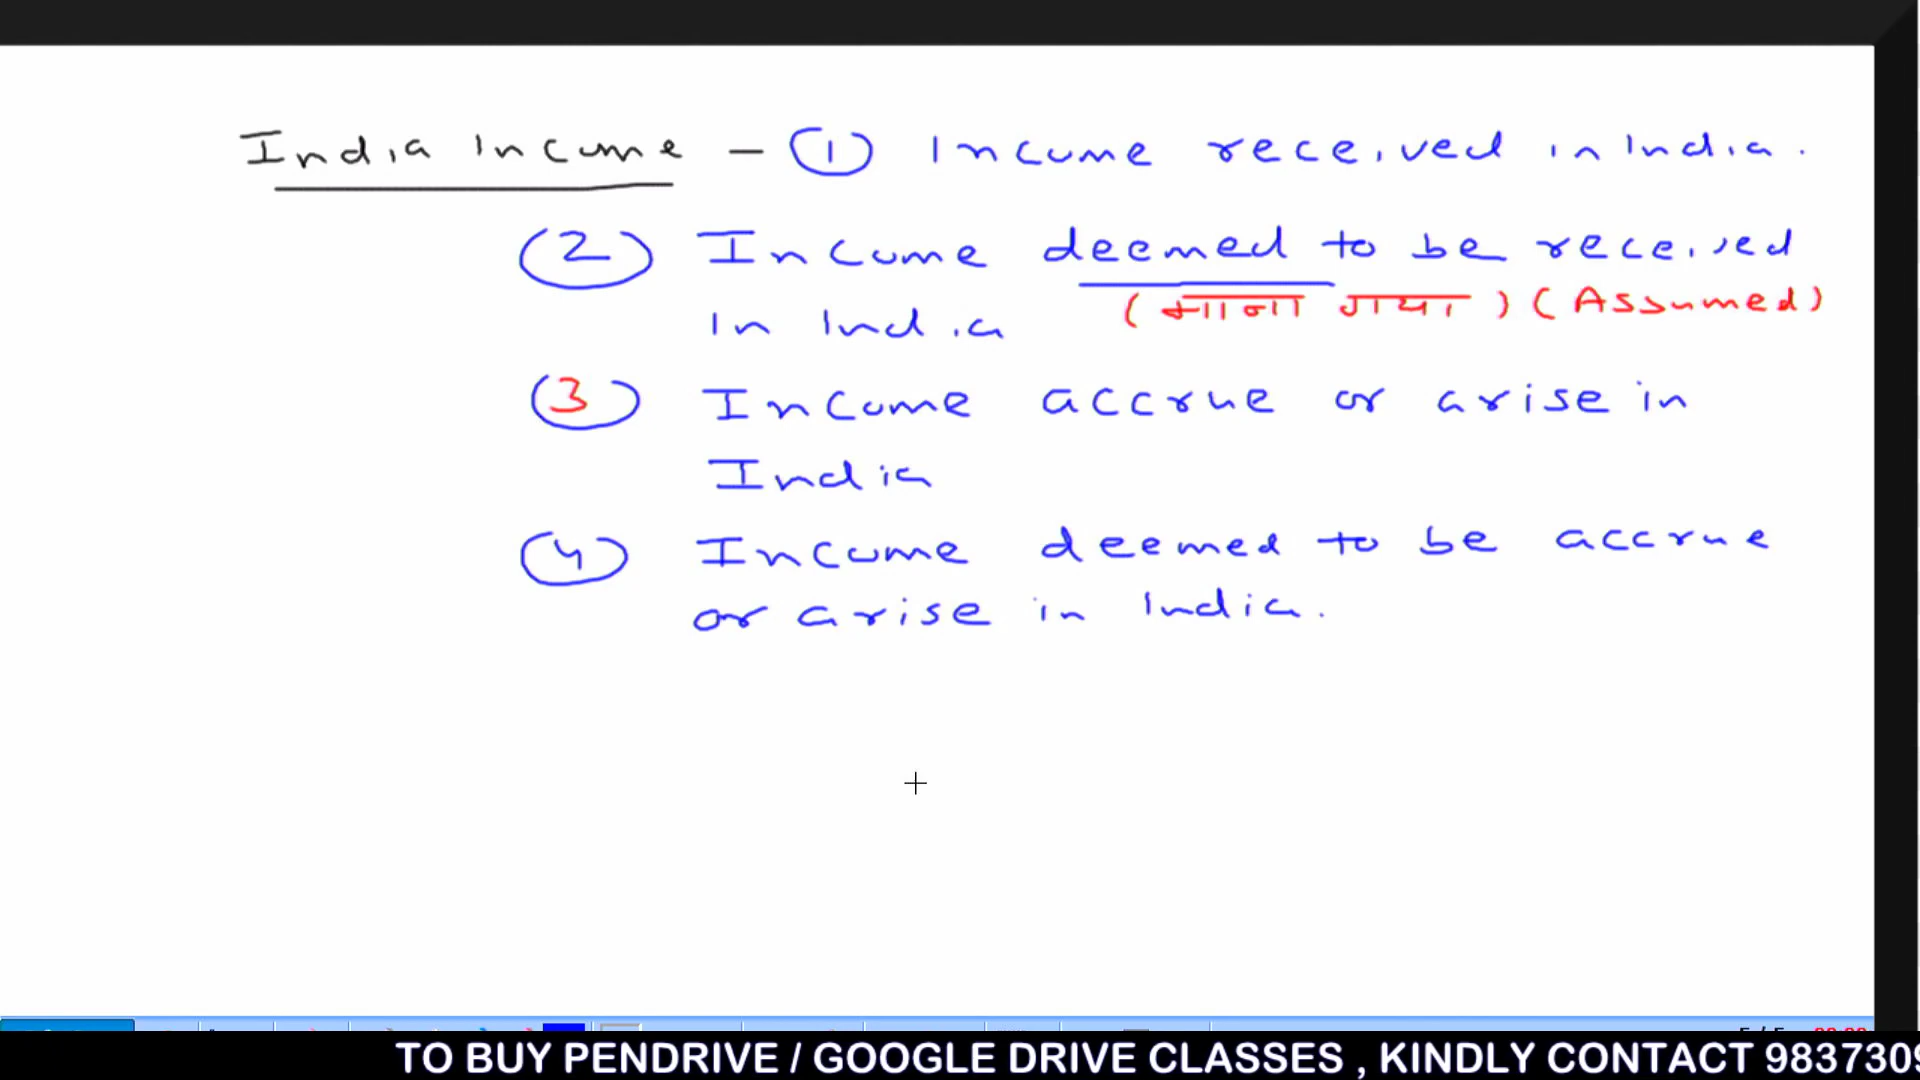 India Income - (1) Income received in India.
(2) Income deemed to be received
in India (माना गया) (Assumed)
(3) Income accrue or arise in
India
(4) Income deemed to be accrue
or arise in India.
TO BUY PENDRIVE / GOOGLE DRIVE CLASSES , KINDLY CONTACT 9837309